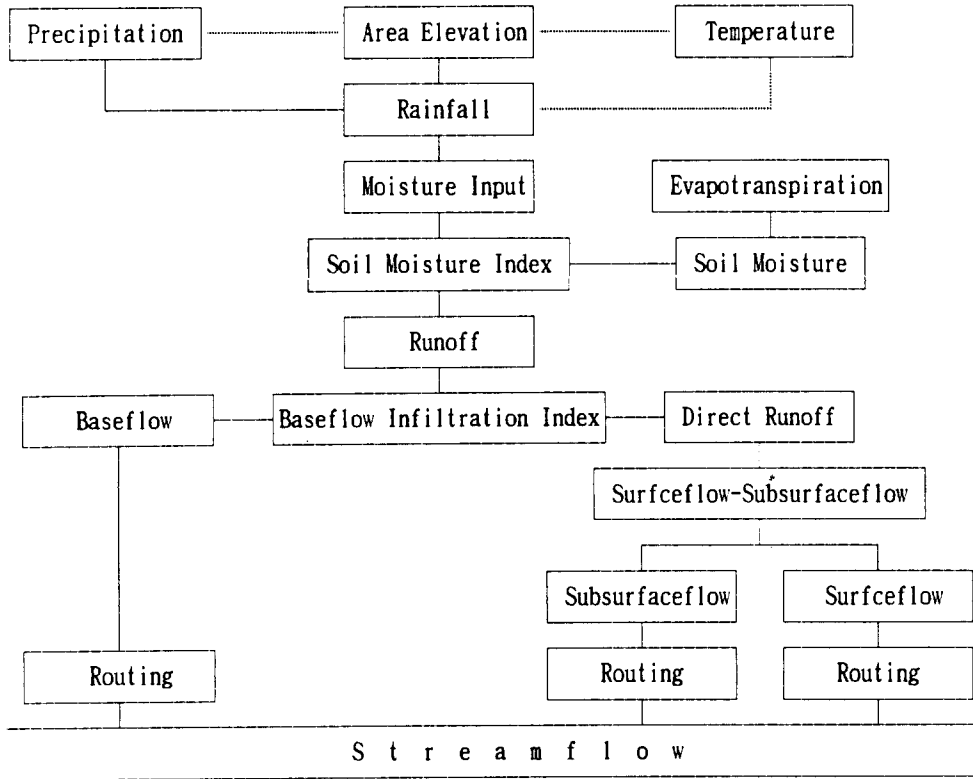 Precipitation
Area Elevation
Temperature
Rainfall
Moisture Input
Evapotranspiration
Soil Moisture Index
Soil Moisture
Runoff
Baseflow
Baseflow Infiltration Index
Direct Runoff
Surfceflow-Subsurfaceflow
Subsurfaceflow
Surfceflow
Routing
Routing
Routing
Streamflow